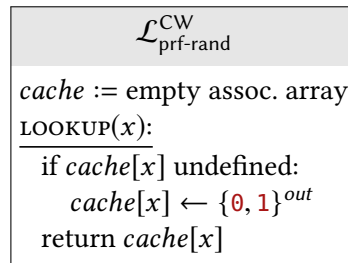 𝓛^CW_prf-rand
cache := empty assoc. array
LOOKUP(x):
if cache[x] undefined:
cache[x] ← {0, 1}^out
return cache[x]